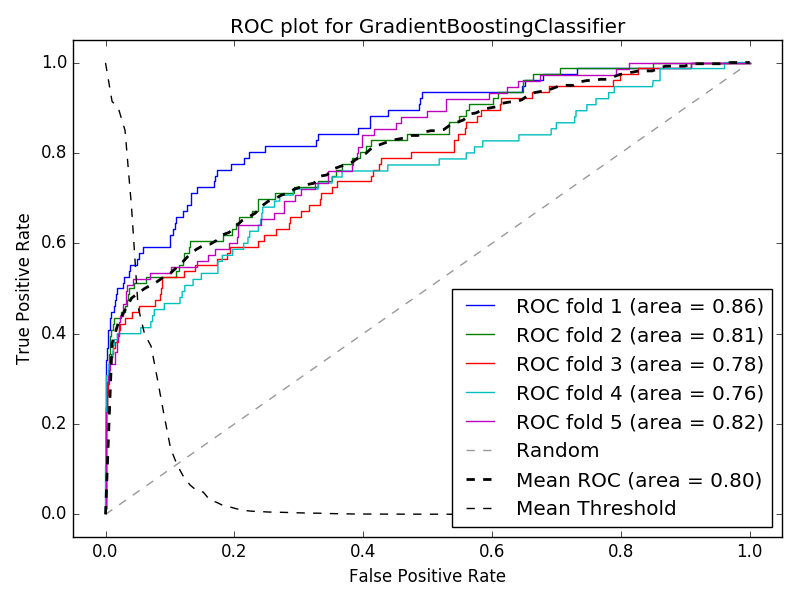 ROC plot for GradientBoostingClassifier
True Positive Rate
1.0
0.8
0.6
0.4
0.2
0.0
ROC fold 1 (area = 0.86)
ROC fold 2 (area = 0.81)
ROC fold 3 (area = 0.78)
ROC fold 4 (area = 0.76)
ROC fold 5 (area = 0.82)
Random
Mean ROC (area = 0.80)
Mean Threshold
0.0 0.2 0.4 0.6 0.8 1.0
False Positive Rate